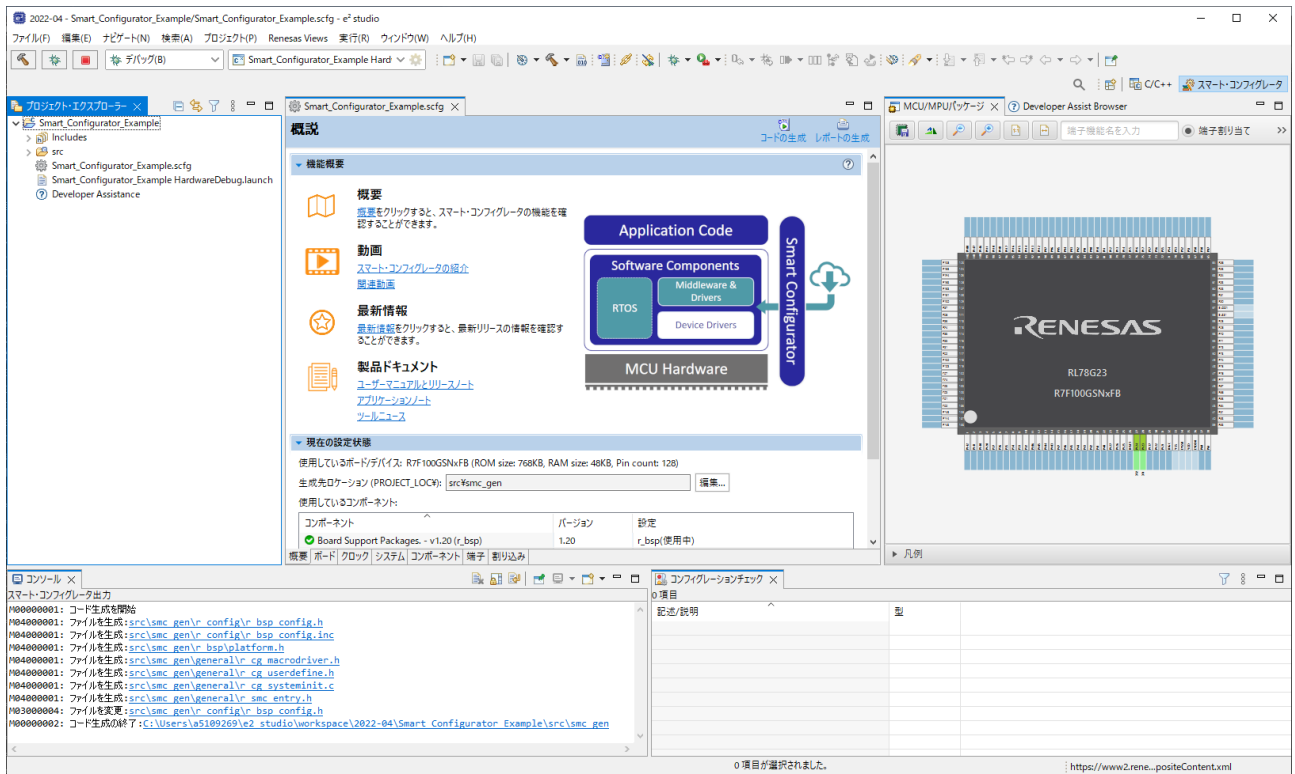 2022-04 - Smart_Configurator_Example/Smart_Configurator_Example.scfg - e² studio
ファイル(F) 編集(E) ナビゲート(N) 検索(A) プロジェクト(P) Renesas Views 実行(R) ウィンドウ(W) ヘルプ(H)
デバッグ(B)
Smart_Configurator_Example Hard
C/C++
スマート・コンフィグレータ
プロジェクト・エクスプローラー
Smart_Configurator_Example
Includes
src
Smart_Configurator_Example.scfg
Smart_Configurator_Example HardwareDebug.launch
Developer Assistance
Smart_Configurator_Example.scfg
概説
コードの生成 レポートの生成
機能概要
概要
概要をクリックすると、スマート・コンフィグレータの機能を確
認することができます。
動画
スマート・コンフィグレータの紹介
関連動画
最新情報
最新情報をクリックすると、最新リリースの情報を確認す
ることができます。
製品ドキュメント
ユーザーマニュアルとリリースノート
アプリケーションノート
ツールニュース
Application Code
Software Components
RTOS
Middleware &
Drivers
Device Drivers
MCU Hardware
Smart Configurator
現在の設定状態
使用しているボード/デバイス: R7F100GSNxFB (ROM size: 768KB, RAM size: 48KB, Pin count: 128)
生成先ロケーション (PROJECT_LOC¥): src¥smc_gen 編集...
使用しているコンポーネント:
コンポーネント バージョン 設定
Board Support Packages. - v1.20 (r_bsp) 1.20 r_bsp(使用中)
概要 ボード クロック システム コンポーネント 端子 割り込み
MCU/MPUパッケージ Developer Assist Browser
端子機能名を入力 端子割り当て
RENESAS
RL78G23
R7F100GSNxFB
凡例
コンソール
スマート・コンフィグレータ出力
M00000001: コード生成を開始
M04000001: ファイルを生成:src\smc_gen\r_config\r_bsp_config.h
M04000001: ファイルを生成:src\smc_gen\r_config\r_bsp_config.inc
M04000001: ファイルを生成:src\smc_gen\r_bsp\platform.h
M04000001: ファイルを生成:src\smc_gen\general\r_cg_macrodriver.h
M04000001: ファイルを生成:src\smc_gen\general\r_cg_userdefine.h
M04000001: ファイルを生成:src\smc_gen\general\r_cg_systeminit.c
M04000001: ファイルを生成:src\smc_gen\general\r_smc_entry.h
M03000004: ファイルを変更:src\smc_gen\r_config\r_bsp_config.h
M00000002: コード生成の終了:C:\Users\a5109269\e2_studio\workspace\2022-04\Smart_Configurator_Example\src\smc_gen
コンフィグレーションチェック
0 項目
記述/説明 型
0 項目が選択されました。
https://www2.rene...positeContent.xml